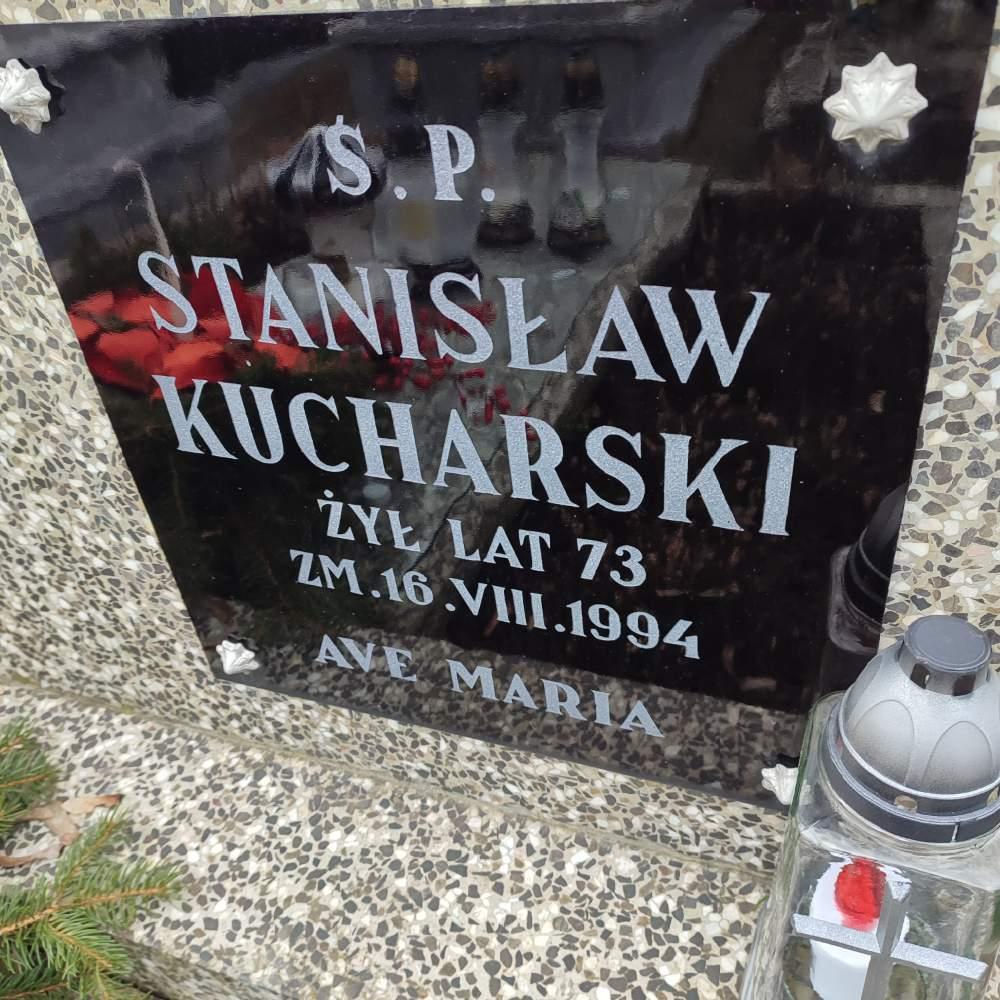 Ś.P.
STANISŁAW
KUCHARSKI
ŻYŁ LAT 73
ZM.16.VIII.1994
AVE MARIA